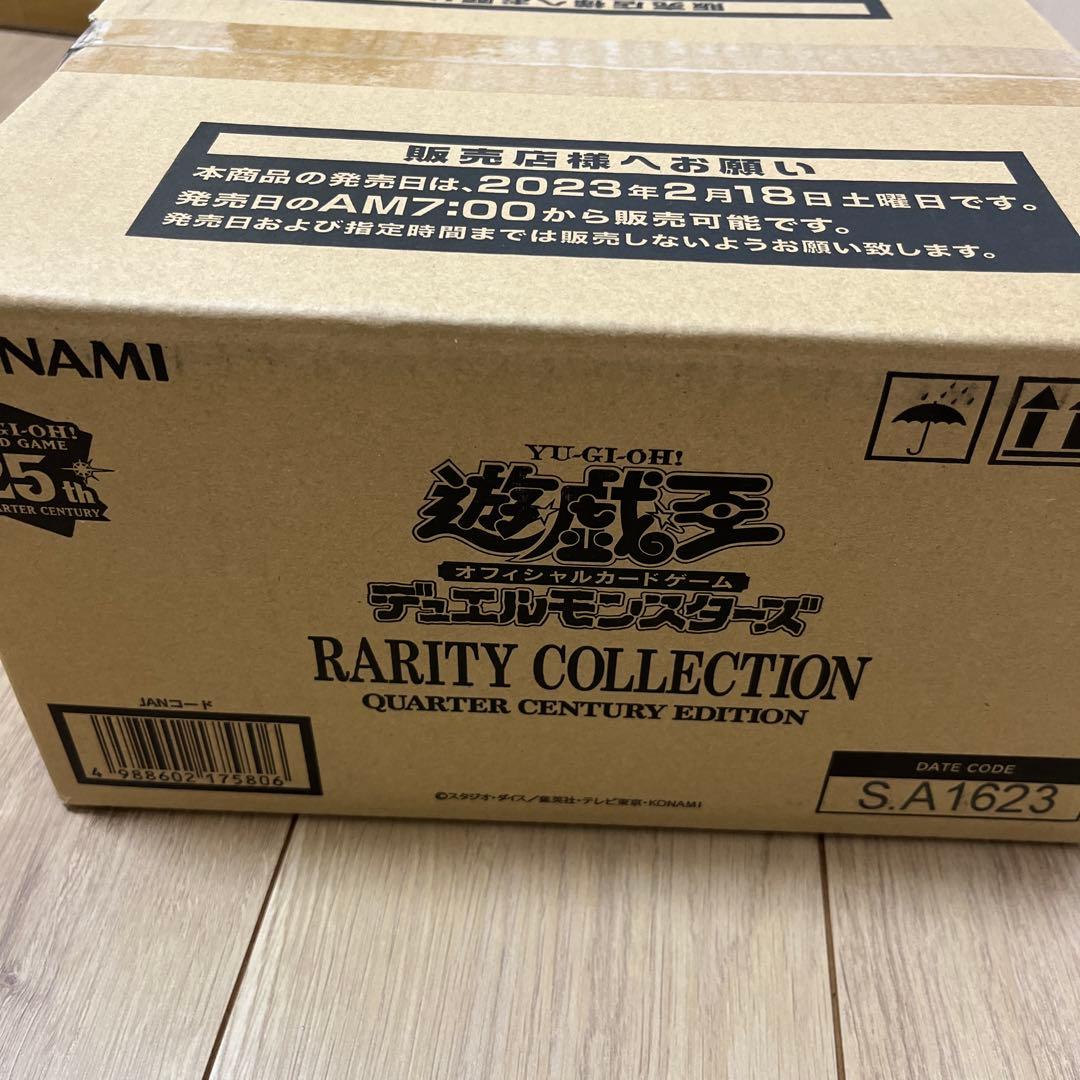 販売店様へお願い
本商品の発売日は、2023年2月18日土曜日です。
発売日のAM7:00から販売可能です。
発売日および指定時間までは販売しないようお願い致します。
NAMI
GI-OH!
D GAME
25th
ARTER CENTURY
YU-GI-OH!
遊戯王
オフィシャルカードゲーム
デュエルモンスターズ
RARITY COLLECTION
QUARTER CENTURY EDITION
JANコード
4 988602 175806
©スタジオ・ダイス/集英社・テレビ東京・KONAMI
DATE CODE
S.A1623